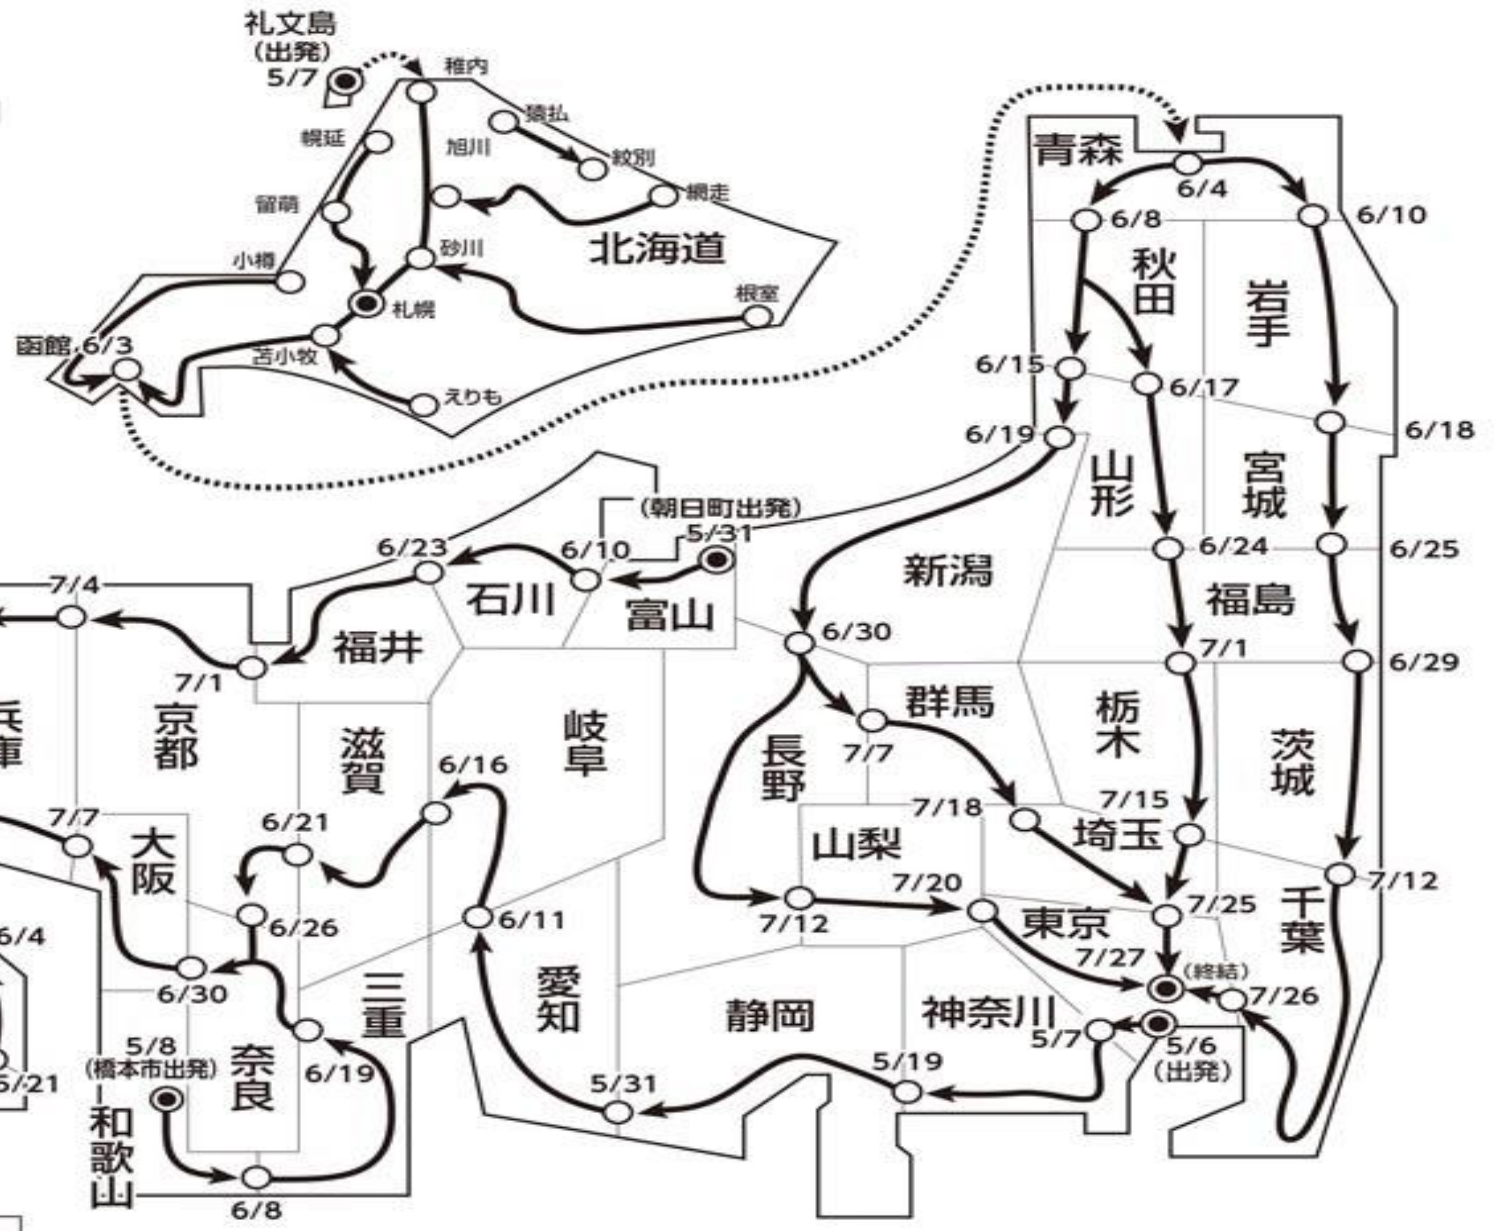 礼文島
(出発)
5/7
稚内
幌延
旭川
猿払
紋別
留萌
網走
小樽
砂川
北海道
札幌
根室
函館 6/3
苫小牧
えりも
青森
6/4
6/8
6/10
秋田
岩手
6/15
6/17
6/18
6/19
山形
宮城
6/24
6/25
(朝日町出発)
5/31
6/23
6/10
石川
富山
新潟
福島
7/4
福井
6/30
7/1
6/29
7/1
京都
兵庫
滋賀
岐阜
長野
群馬
7/7
栃木
茨城
6/16
7/18
7/15
埼玉
7/7
大阪
6/21
山梨
7/20
7/12
7/12
6/26
6/11
東京
7/25
千葉
6/4
7/27
(終結)
7/26
6/30
三重
愛知
静岡
神奈川
5/7
5/6
(出発)
5/8
(橋本市出発)
奈良
6/19
5/31
5/19
5/21
和歌山
6/8